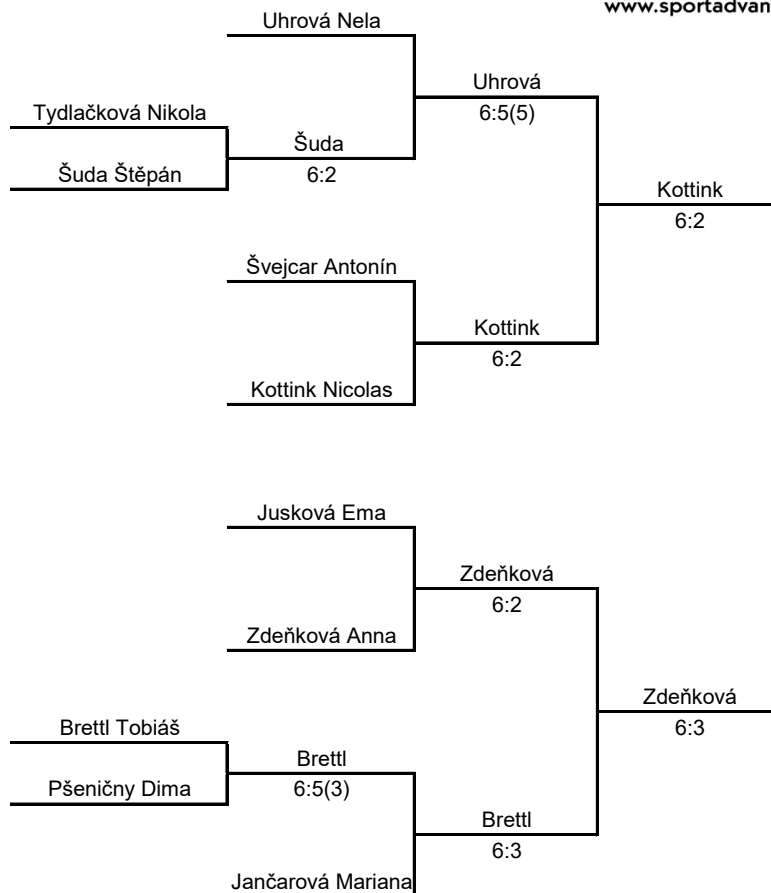 www.sportadvan
Uhrová Nela
Uhrová
6:5(5)
Tydlačková Nikola
Šuda
6:2
Šuda Štěpán
Kottink
6:2
Švejcar Antonín
Kottink
6:2
Kottink Nicolas
Jusková Ema
Zdeňková
6:2
Zdeňková Anna
Zdeňková
6:3
Brettl Tobiáš
Brettl
6:5(3)
Pšeničny Dima
Brettl
6:3
Jančarová Mariana